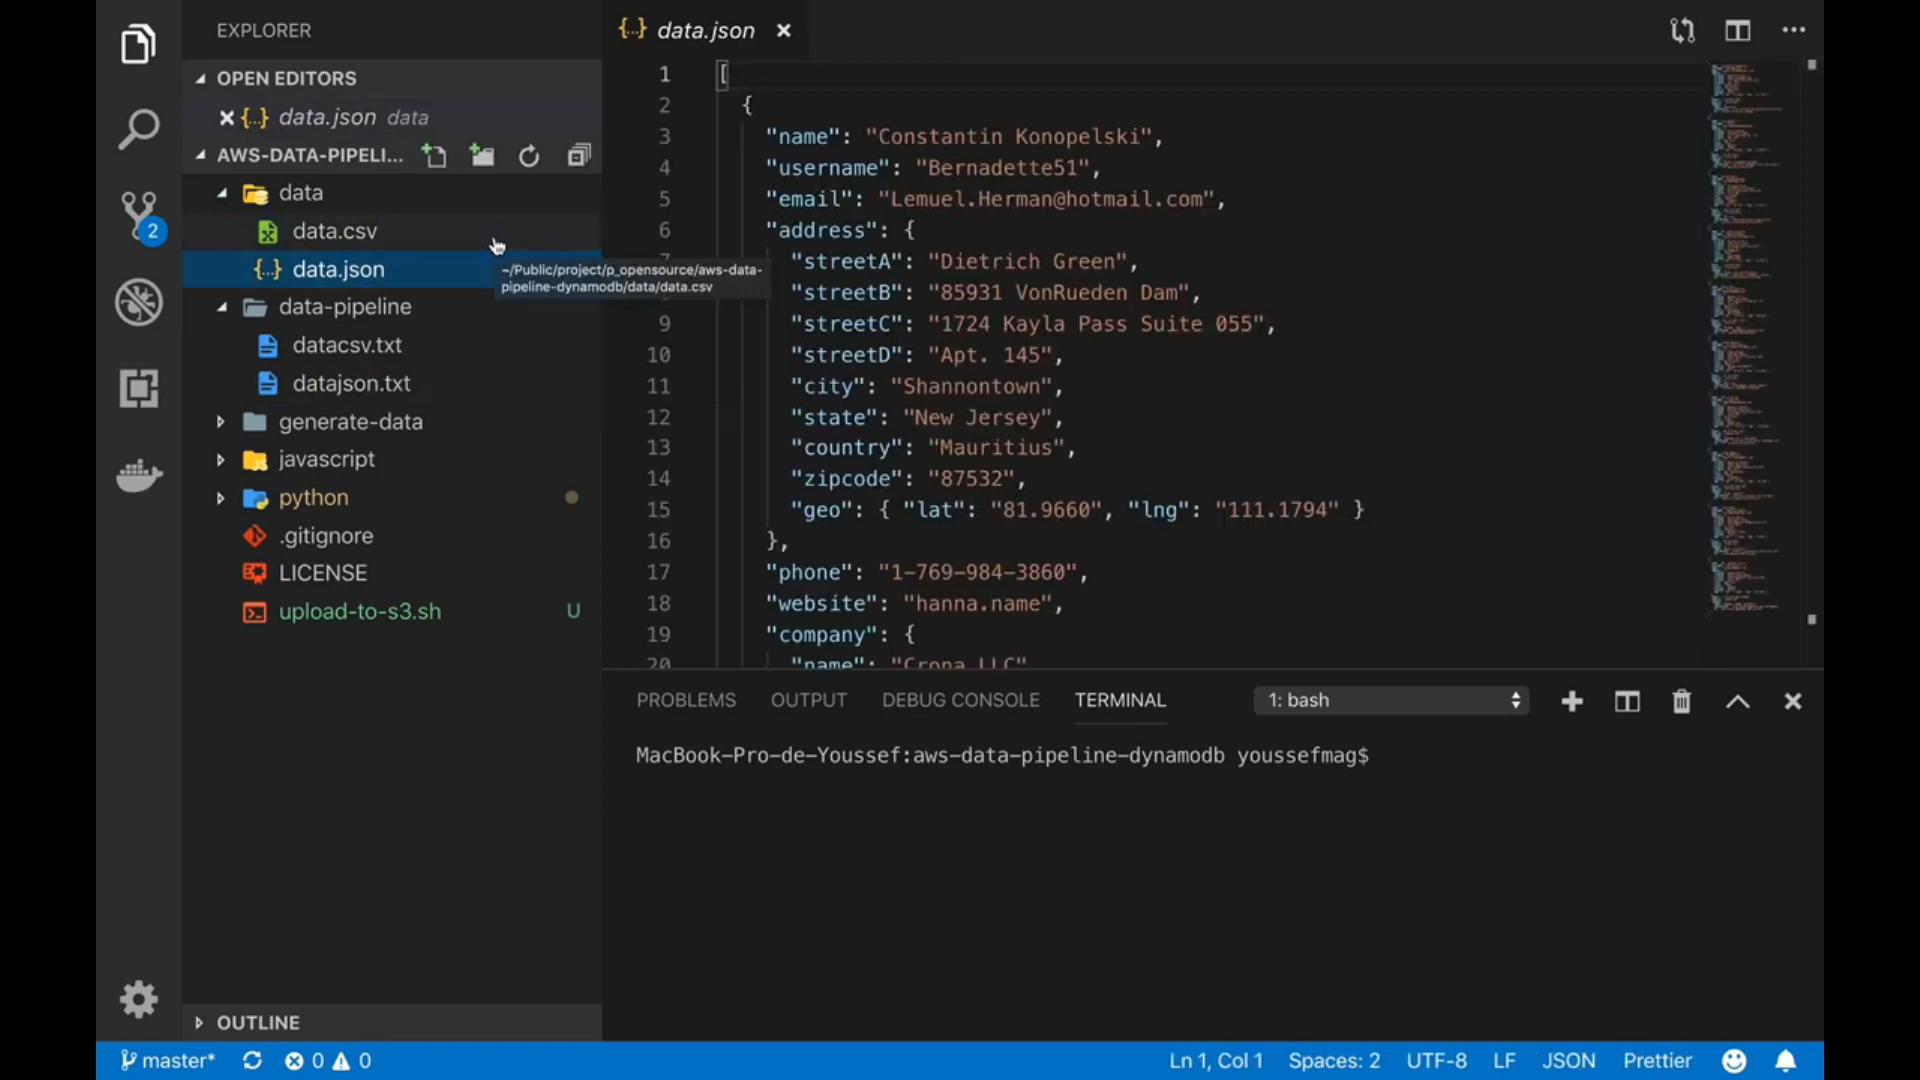 EXPLORER
OPEN EDITORS
data.json data
AWS-DATA-PIPELI...
data
data.csv
data.json
~/Public/project/p_opensource/aws-data-
pipeline-dynamodb/data/data.csv
data-pipeline
datacsv.txt
datajson.txt
generate-data
javascript
python
.gitignore
LICENSE
upload-to-s3.sh U
OUTLINE
2
data.json
1 [
2 {
3 "name": "Constantin Konopelski",
4 "username": "Bernadette51",
5 "email": "Lemuel.Herman@hotmail.com",
6 "address": {
"streetA": "Dietrich Green",
"streetB": "85931 VonRueden Dam",
9 "streetC": "1724 Kayla Pass Suite 055",
10 "streetD": "Apt. 145",
11 "city": "Shannontown",
12 "state": "New Jersey",
13 "country": "Mauritius",
14 "zipcode": "87532",
15 "geo": { "lat": "81.9660", "lng": "111.1794" }
16 },
17 "phone": "1-769-984-3860",
18 "website": "hanna.name",
19 "company": {
20 "name": "Crona LLC"
PROBLEMS OUTPUT DEBUG CONSOLE TERMINAL 1: bash
MacBook-Pro-de-Youssef:aws-data-pipeline-dynamodb youssefmag$
master* 0 0 Ln 1, Col 1 Spaces: 2 UTF-8 LF JSON Prettier